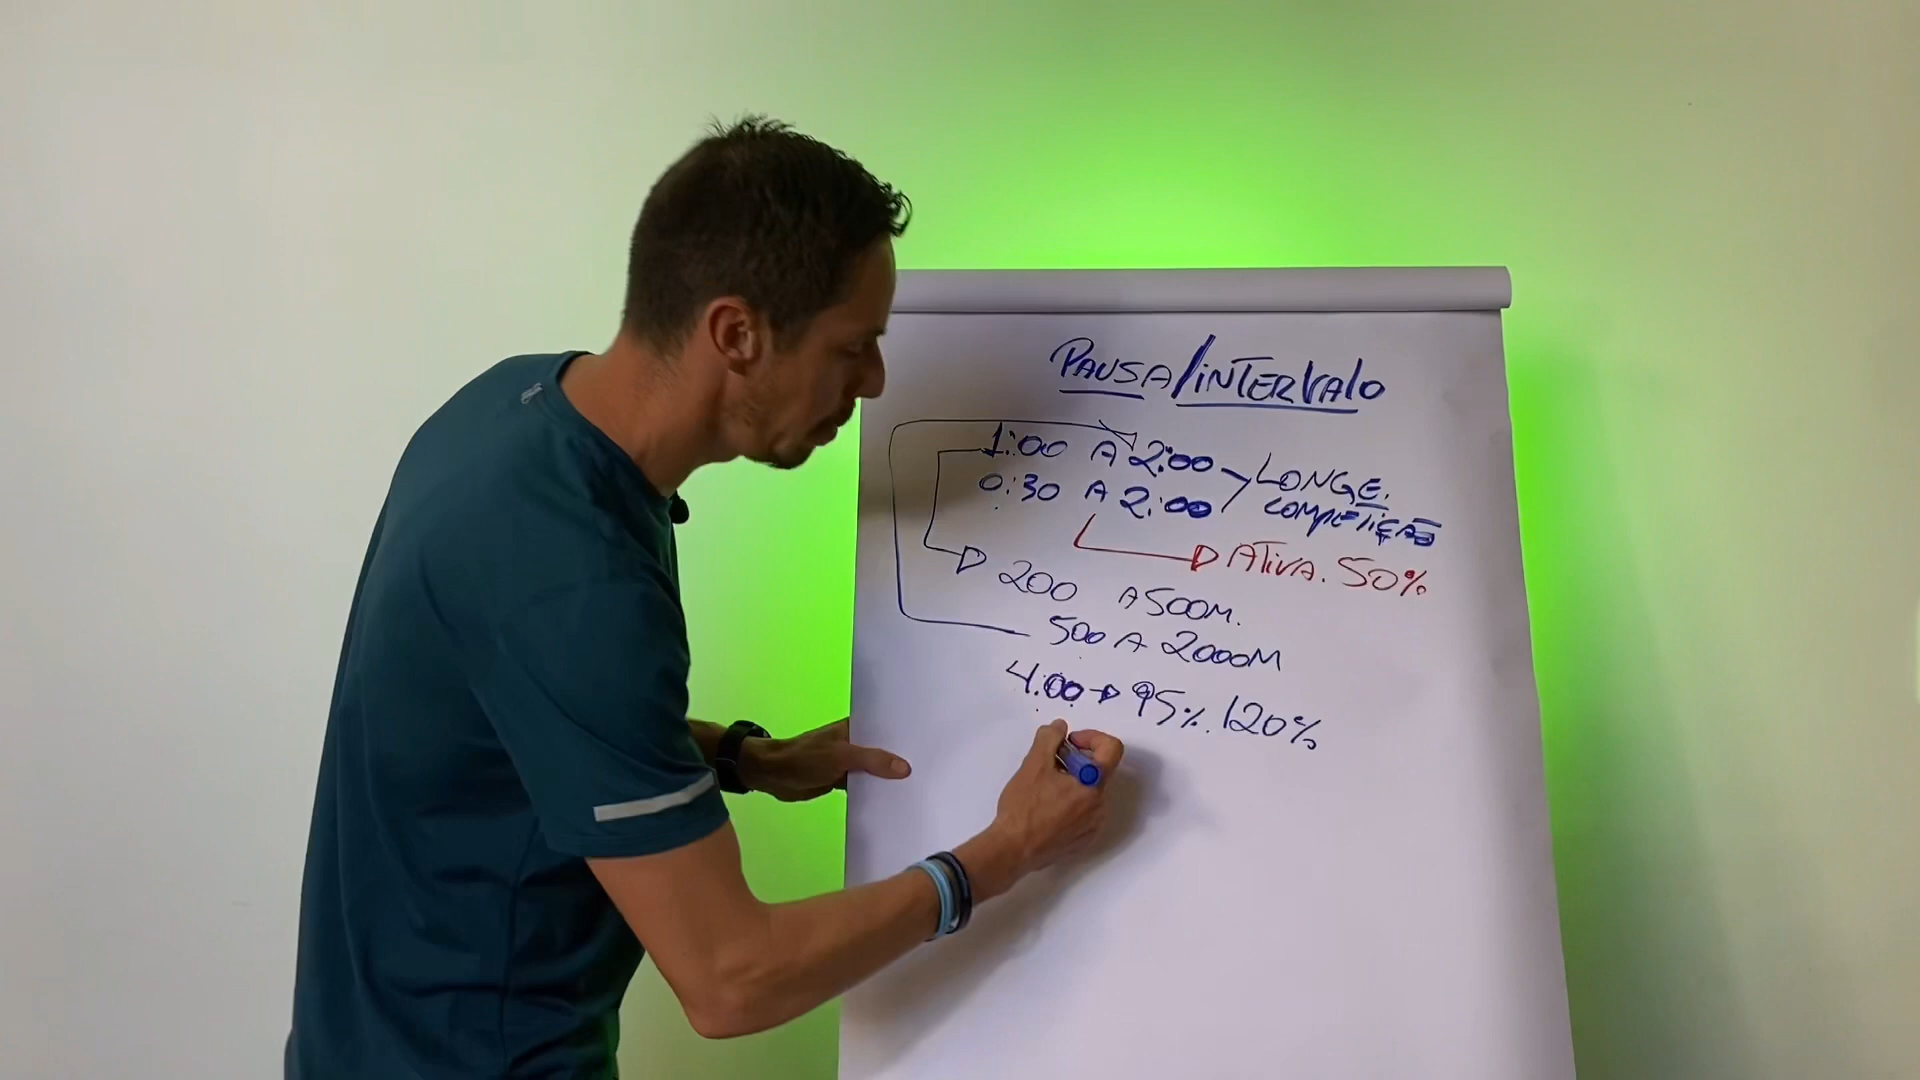 PAUSA/INTERVALO
1:00 A 2:00 LONGE.
0:30 A 2:00 COMPETIÇÃO
ATIVA. 50%
200 A 500M.
500 A 2000M
4:00 → 95%. 120%